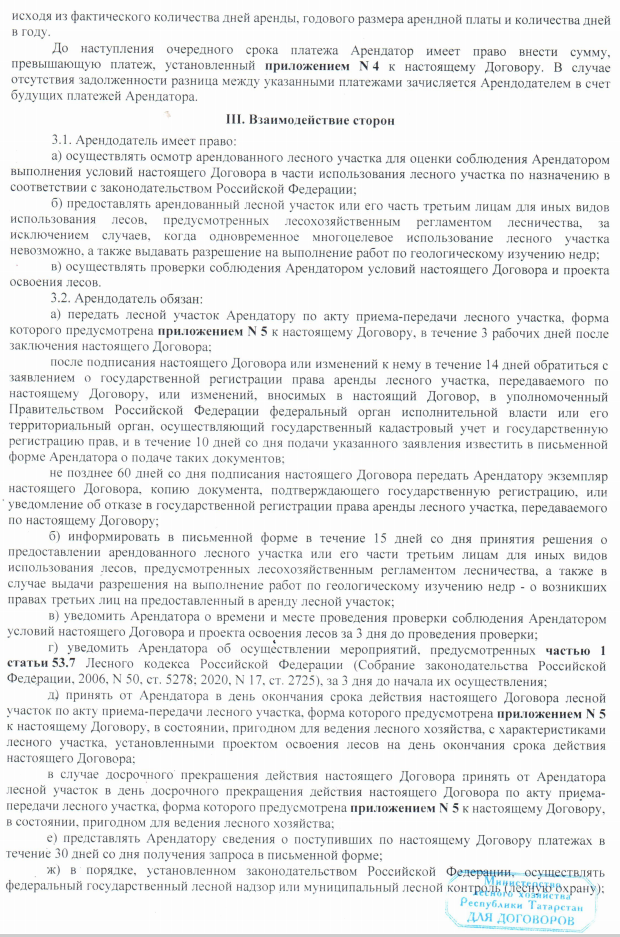 исходя из фактического количества дней аренды, годового размера арендной платы и количества дней
в году.
До наступления очередного срока платежа Арендатор имеет право внести сумму,
превышающую платеж, установленный приложением N 4 к настоящему Договору. В случае
отсутствия задолженности разница между указанными платежами зачисляется Арендодателем в счет
будущих платежей Арендатора.
III. Взаимодействие сторон
3.1. Арендодатель имеет право:
а) осуществлять осмотр арендованного лесного участка для оценки соблюдения Арендатором
выполнения условий настоящего Договора в части использования лесного участка по назначению в
соответствии с законодательством Российской Федерации;
б) предоставлять арендованный лесной участок или его часть третьим лицам для иных видов
использования лесов, предусмотренных лесохозяйственным регламентом лесничества, за
исключением случаев, когда одновременное многоцелевое использование лесного участка
невозможно, а также выдавать разрешение на выполнение работ по геологическому изучению недр;
в) осуществлять проверки соблюдения Арендатором условий настоящего Договора и проекта
освоения лесов.
3.2. Арендодатель обязан:
а) передать лесной участок Арендатору по акту приема-передачи лесного участка, форма
которого предусмотрена приложением N 5 к настоящему Договору, в течение 3 рабочих дней после
заключения настоящего Договора;
после подписания настоящего Договора или изменений к нему в течение 14 дней обратиться с
заявлением о государственной регистрации права аренды лесного участка, передаваемого по
настоящему Договору, или изменений, вносимых в настоящий Договор, в уполномоченный
Правительством Российской Федерации федеральный орган исполнительной власти или его
территориальный орган, осуществляющий государственный кадастровый учет и государственную
регистрацию прав, и в течение 10 дней со дня подачи указанного заявления известить в письменной
форме Арендатора о подаче таких документов;
не позднее 60 дней со дня подписания настоящего Договора передать Арендатору экземпляр
настоящего Договора, копию документа, подтверждающего государственную регистрацию, или
уведомление об отказе в государственной регистрации права аренды лесного участка, передаваемого
по настоящему Договору;
б) информировать в письменной форме в течение 15 дней со дня принятия решения о
предоставлении арендованного лесного участка или его части третьим лицам для иных видов
использования лесов, предусмотренных лесохозяйственным регламентом лесничества, а также в
случае выдачи разрешения на выполнение работ по геологическому изучению недр - о возникших
правах третьих лиц на предоставленный в аренду лесной участок;
в) уведомить Арендатора о времени и месте проведения проверки соблюдения Арендатором
условий настоящего Договора и проекта освоения лесов за 3 дня до проведения проверки;
г) уведомить Арендатора об осуществлении мероприятий, предусмотренных частью 1
статьи 53.7 Лесного кодекса Российской Федерации (Собрание законодательства Российской
Федерации, 2006, N 50, ст. 5278; 2020, N 17, ст. 2725), за 3 дня до начала их осуществления;
д) принять от Арендатора в день окончания срока действия настоящего Договора лесной
участок по акту приема-передачи лесного участка, форма которого предусмотрена приложением N 5
к настоящему Договору, в состоянии, пригодном для ведения лесного хозяйства, с характеристиками
лесного участка, установленными проектом освоения лесов на день окончания срока действия
настоящего Договора;
в случае досрочного прекращения действия настоящего Договора принять от Арендатора
лесной участок в день досрочного прекращения действия настоящего Договора по акту приема-
передачи лесного участка, форма которого предусмотрена приложением N 5 к настоящему Договору,
в состоянии, пригодном для ведения лесного хозяйства;
е) представлять Арендатору сведения о поступивших по настоящему Договору платежах в
течение 30 дней со дня получения запроса в письменной форме;
ж) в порядке, установленном законодательством Российской Федерации, осуществлять
федеральный государственный лесной надзор или муниципальный лесной контроль (лесную охрану);
Министерство
лесного хозяйства
Республики Татарстан
ДЛЯ ДОГОВОРОВ